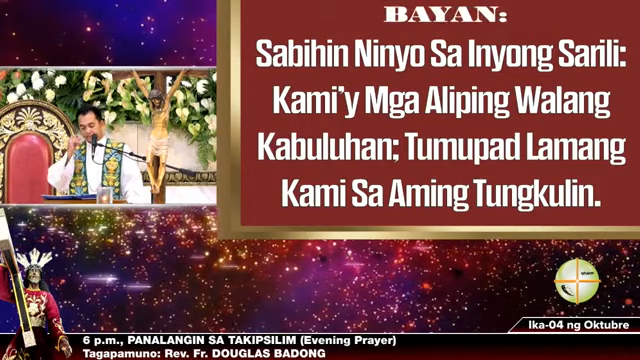 BAYAN:
Sabihin Ninyo Sa Inyong Sarili:
Kami'y Mga Aliping Walang
Kabuluhan; Tumupad Lamang
Kami Sa Aming Tungkulin.
Ika-04 ng Oktubre
6 p.m., PANALANGIN SA TAKIPSILIM (Evening Prayer)
Tagapamuno: Rev. Fr. DOUGLAS BADONG